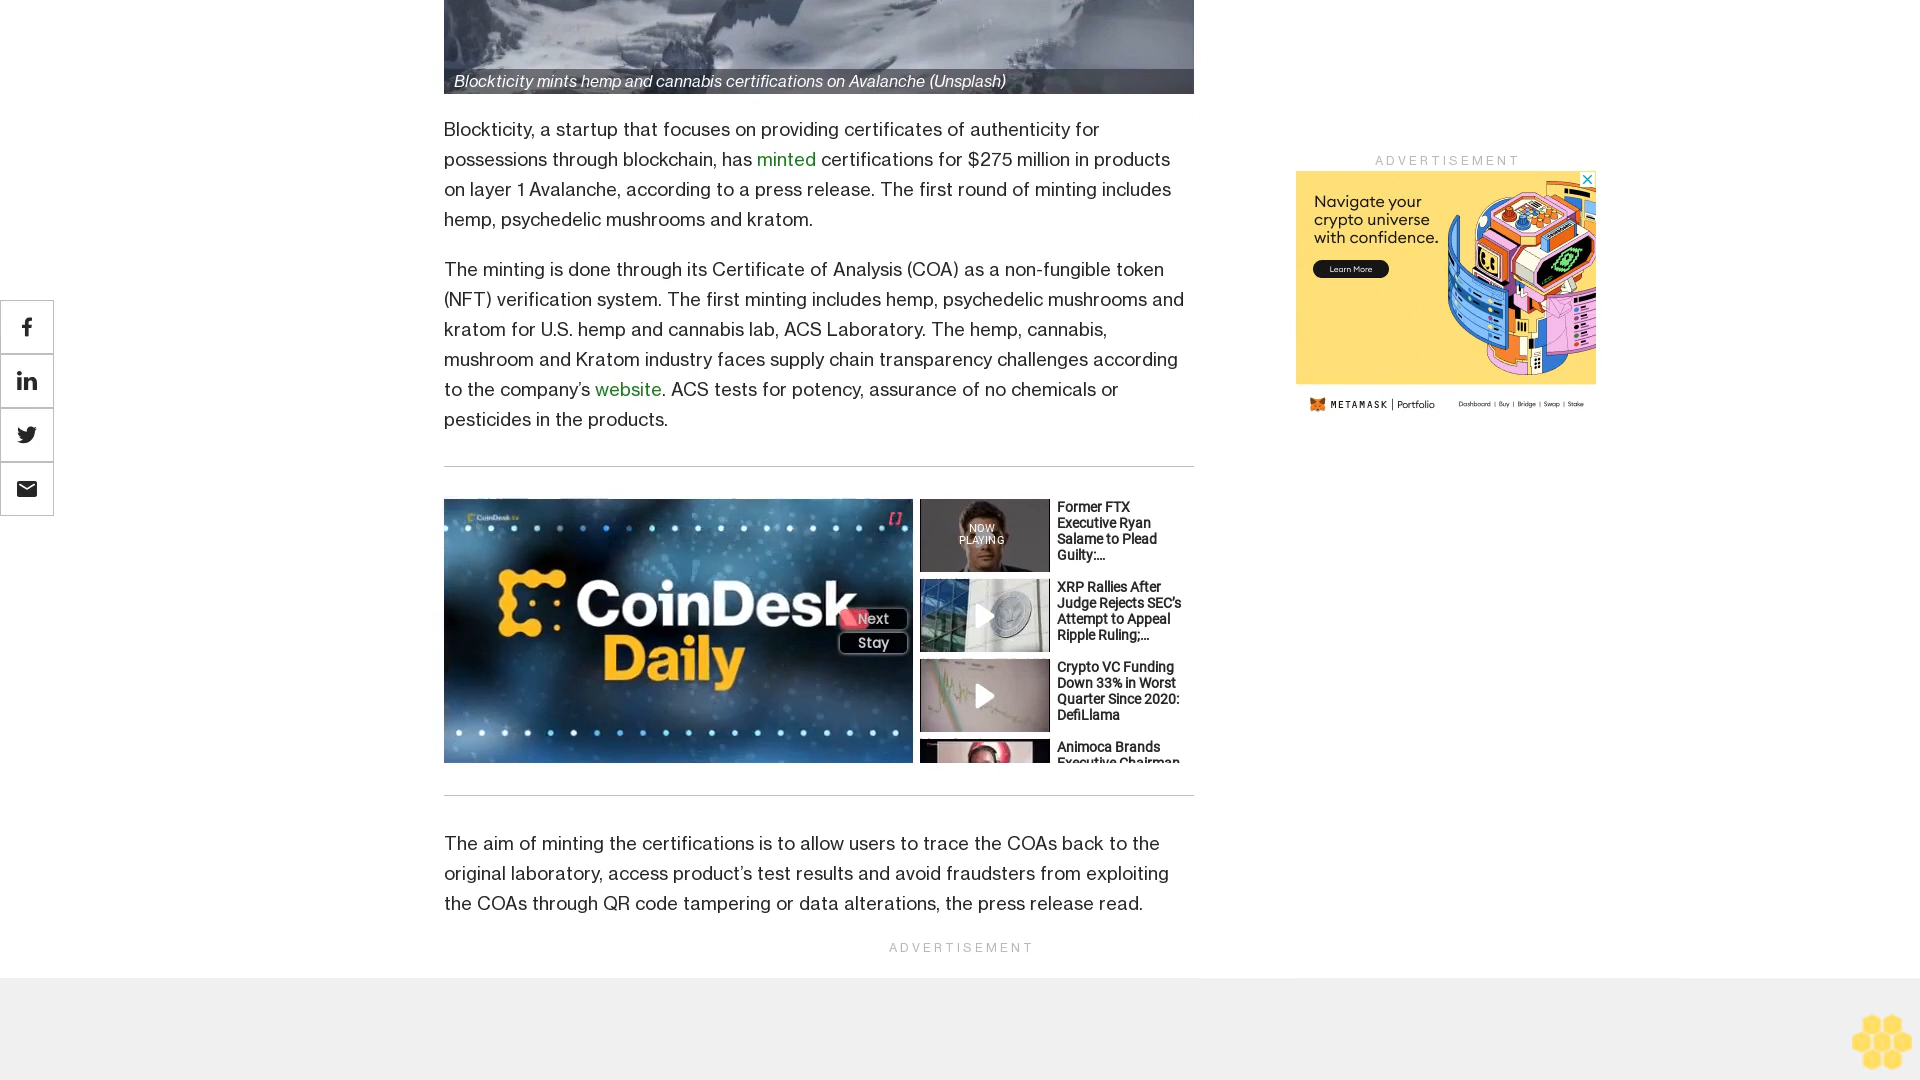 Blockticity mints hemp and cannabis certifications on Avalanche (Unsplash)
Blockticity, a startup that focuses on providing certificates of authenticity for
possessions through blockchain, has minted certifications for $275 million in products
on layer 1 Avalanche, according to a press release. The first round of minting includes
hemp, psychedelic mushrooms and kratom.
The minting is done through its Certificate of Analysis (COA) as a non-fungible token
(NFT) verification system. The first minting includes hemp, psychedelic mushrooms and
kratom for U.S. hemp and cannabis lab, ACS Laboratory. The hemp, cannabis,
mushroom and Kratom industry faces supply chain transparency challenges according
to the company’s website. ACS tests for potency, assurance of no chemicals or
pesticides in the products.
CoinDesk
CoinDesk
Daily
Next
Stay
NOW
PLAYING
Former FTX
Executive Ryan
Salame to Plead
Guilty:...
XRP Rallies After
Judge Rejects SEC’s
Attempt to Appeal
Ripple Ruling;...
Crypto VC Funding
Down 33% in Worst
Quarter Since 2020:
DefiLlama
Animoca Brands
Executive Chairman
The aim of minting the certifications is to allow users to trace the COAs back to the
original laboratory, access product’s test results and avoid fraudsters from exploiting
the COAs through QR code tampering or data alterations, the press release read.
ADVERTISEMENT
ADVERTISEMENT
Navigate your
crypto universe
with confidence.
Learn More
METAMASK | Portfolio
Dashboard | Buy | Bridge | Swap | Stake